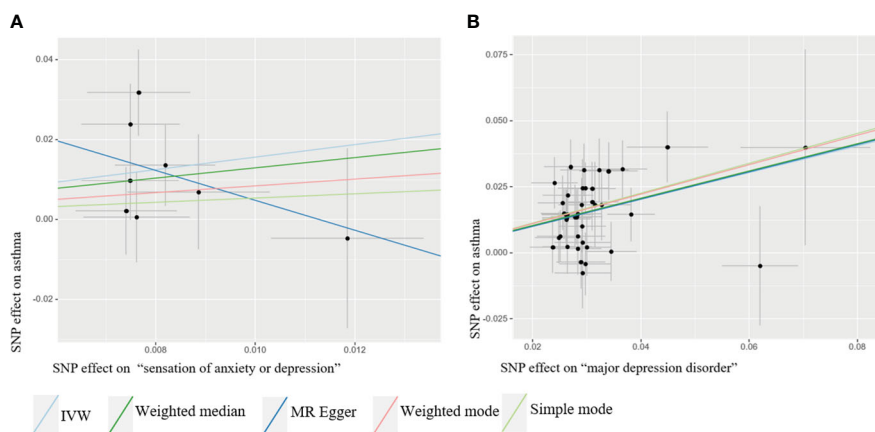 A
B
0.04
0.02
0.00
-0.02
SNP effect on asthma
0.008
0.010
0.012
SNP effect on “sensation of anxiety or depression”
0.075
0.050
0.025
0.000
-0.025
SNP effect on asthma
0.02
0.04
0.06
0.08
SNP effect on “major depression disorder”
IVW
Weighted median
MR Egger
Weighted mode
Simple mode